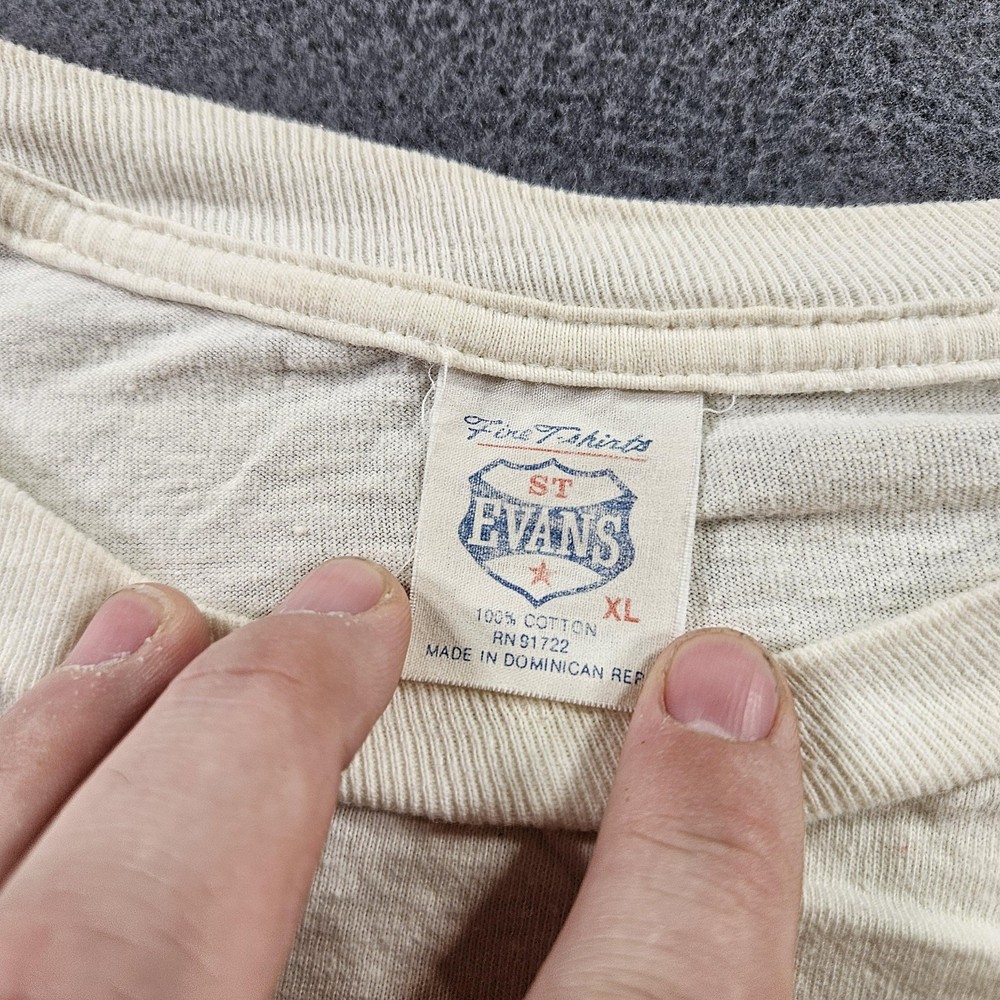 Fine T-shirts
ST
EVANS
XL
100% COTTON
RN 91722
MADE IN DOMINICAN REP